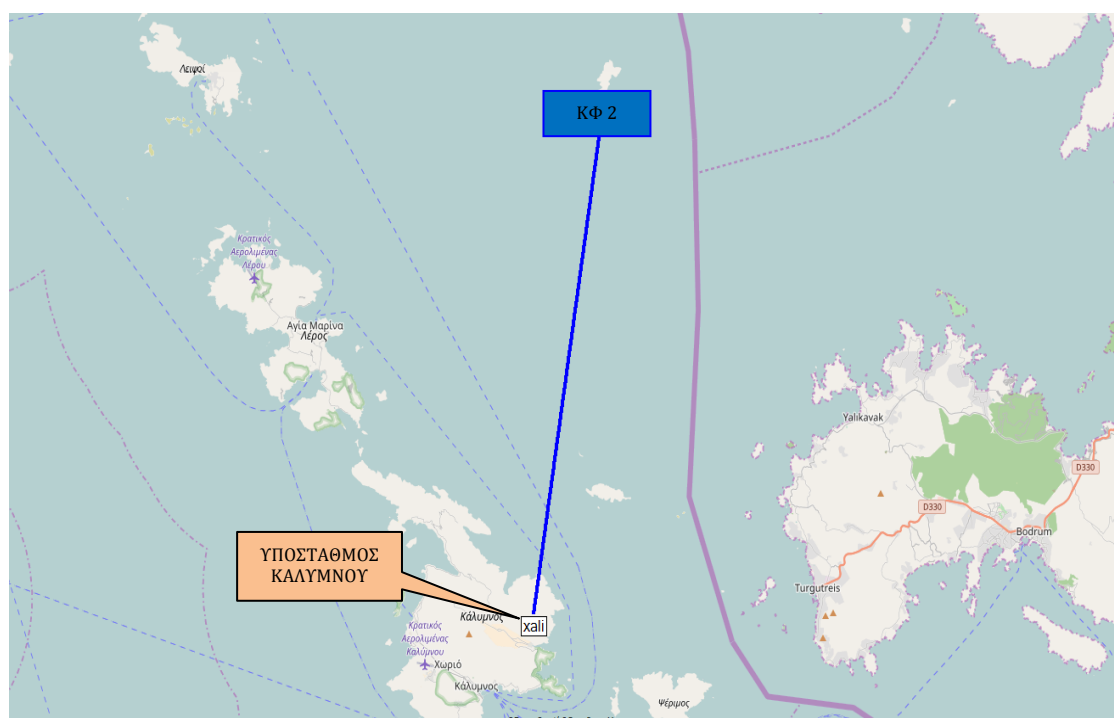 Λειψοί
ΚΦ 2
Κρατικός
Αερολιμένας
Λέρου
Αγία Μαρίνα
Λέρος
Yalıkavak
D330
D330
Bodrum
ΥΠΟΣΤΑΘΜΟΣ
ΚΑΛΥΜΝΟΥ
Turgutreis
Κάλυμνος
xali
Κρατικός
Αερολιμένας
Καλύμνου
Χωριό
Κάλυμνος
Ψέριμος